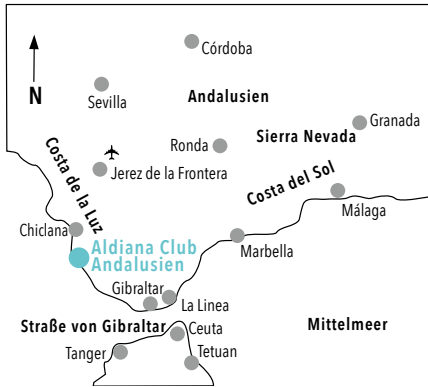 Córdoba
Sevilla
Andalusien
N
Granada
Ronda
Sierra Nevada
Costa de la Luz
Jerez de la Frontera
Costa del Sol
Málaga
Chiclana
Marbella
Aldiana Club
Andalusien
Gibraltar
La Linea
Straße von Gibraltar
Ceuta
Mittelmeer
Tanger
Tetuan